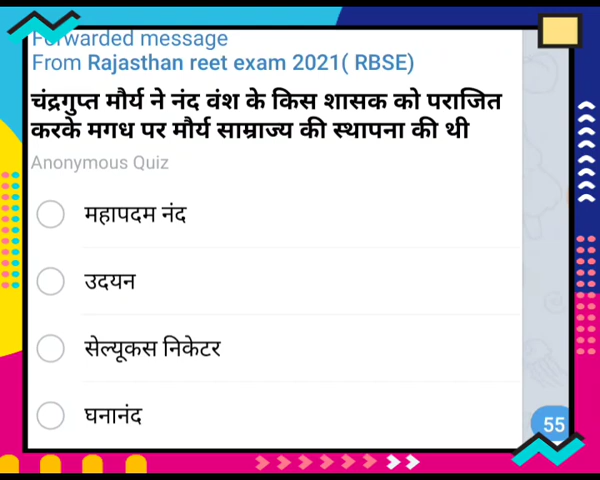 Forwarded message
From Rajasthan reet exam 2021( RBSE)
चंद्रगुप्त मौर्य ने नंद वंश के किस शासक को पराजित
करके मगध पर मौर्य साम्राज्य की स्थापना की थी
Anonymous Quiz
महापदम नंद
उदयन
सेल्यूकस निकेटर
घनानंद
55